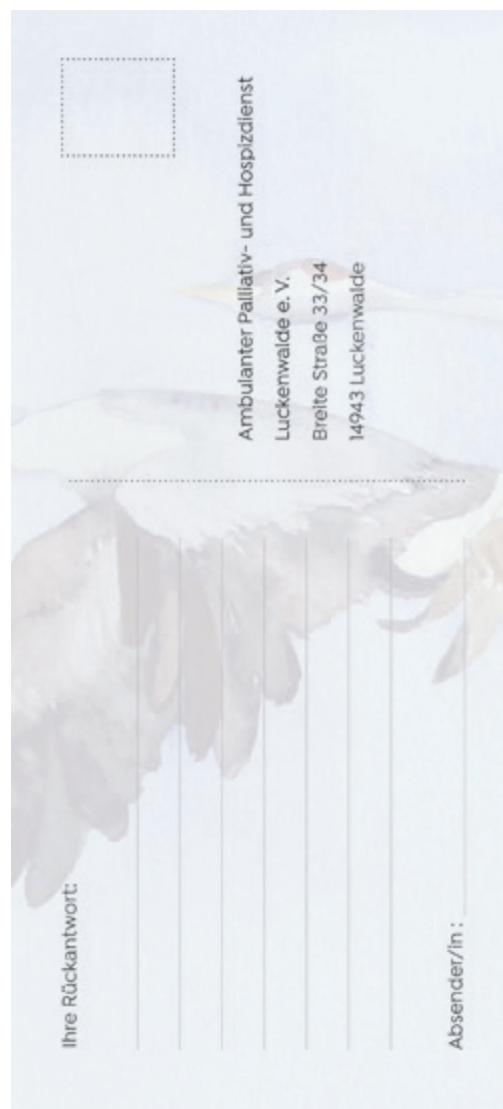 Ihre Rückantwort:
Absender/in :
Ambulanter Palliativ- und Hospizdienst
Luckenwalde e. V.
Breite Straße 33/34
14943 Luckenwalde